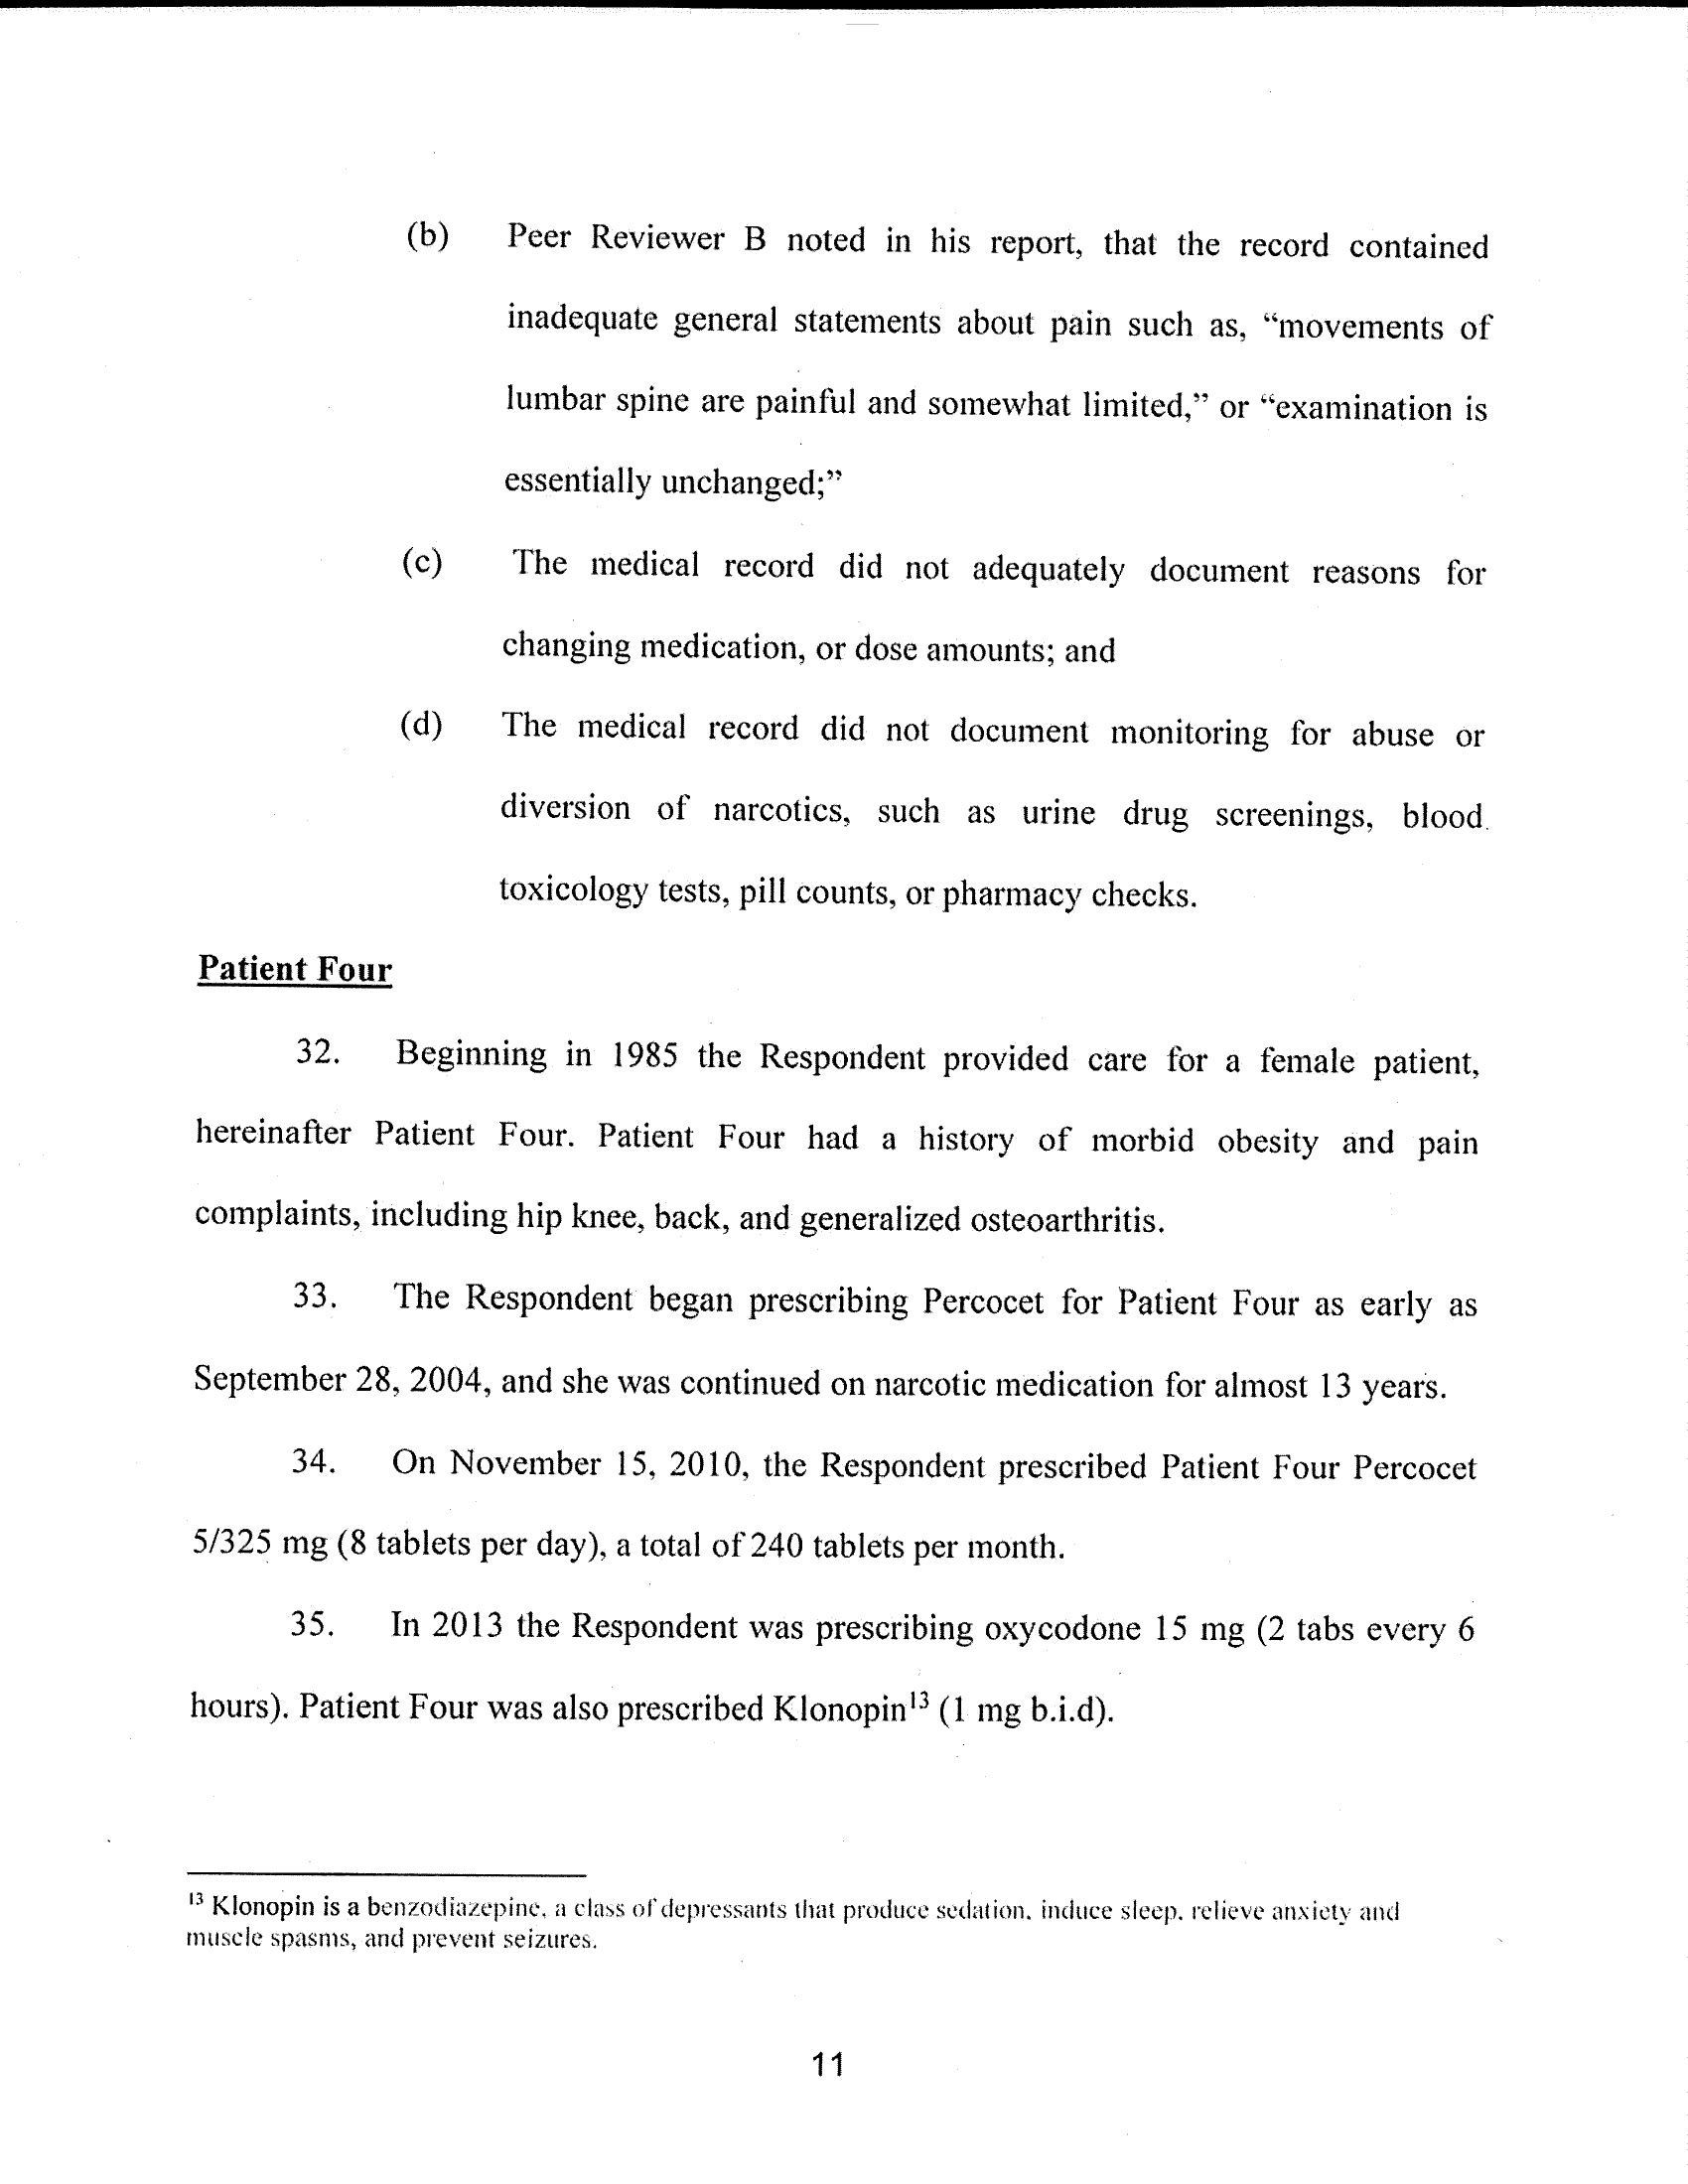 (b) Peer Reviewer B noted in his report, that the record contained
inadequate general statements about pain such as, “movements of
lumbar spine are painful and somewhat limited,” or “examination is
essentially unchanged;”
(c) The medical record did not adequately document reasons for
changing medication, or dose amounts; and
(d) The medical record did not document monitoring for abuse or
diversion of narcotics, such as urine drug screenings, blood
toxicology tests, pill counts, or pharmacy checks.
Patient Four
32. Beginning in 1985 the Respondent provided care for a female patient,
hereinafter Patient Four. Patient Four had a history of morbid obesity and pain
complaints, including hip knee, back, and generalized osteoarthritis.
33. The Respondent began prescribing Percocet for Patient Four as early as
September 28, 2004, and she was continued on narcotic medication for almost 13 years.
34. On November 15, 2010, the Respondent prescribed Patient Four Percocet
5/325 mg (8 tablets per day), a total of 240 tablets per month.
35. In 2013 the Respondent was prescribing oxycodone 15 mg (2 tabs every 6
hours). Patient Four was also prescribed Klonopin¹³ (1 mg b.i.d).
¹³ Klonopin is a benzodiazepine, a class of depressants that produce sedation, induce sleep, relieve anxiety and
muscle spasms, and prevent seizures.
11